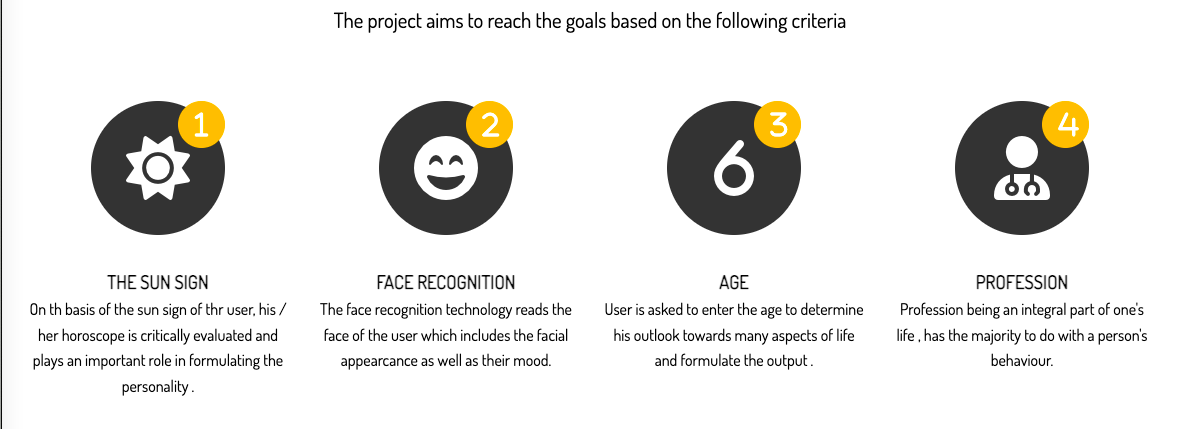 The project aims to reach the goals based on the following criteria
1
2
3
4
6
THE SUN SIGN
On th basis of the sun sign of thr user, his /
her horoscope is critically evaluated and
plays an important role in formulating the
personality .
FACE RECOGNITION
The face recognition technology reads the
face of the user which includes the facial
appearcance as well as their mood.
AGE
User is asked to enter the age to determine
his outlook towards many aspects of life
and formulate the output .
PROFESSION
Profession being an integral part of one's
life , has the majority to do with a person's
behaviour.